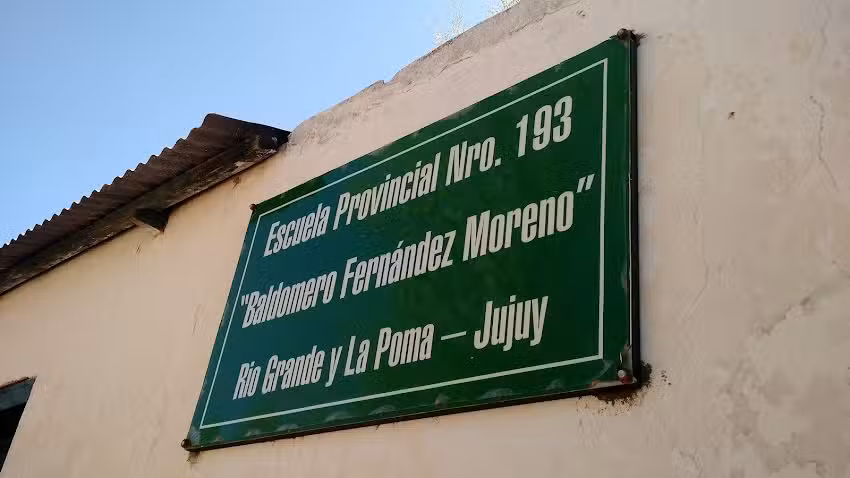 Escuela Provincial Nro. 193
"Baldomero Fernández Moreno"
Río Grande y La Poma – Jujuy